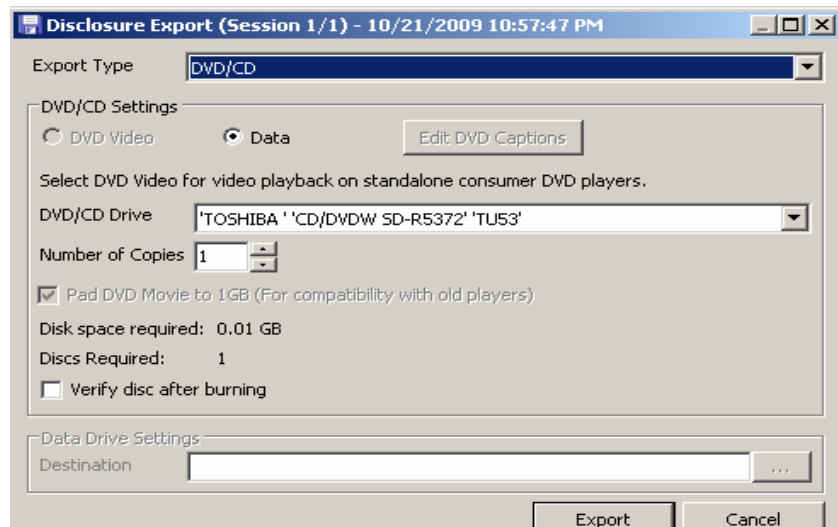 Disclosure Export (Session 1/1) - 10/21/2009 10:57:47 PM
Export Type DVD/CD
DVD/CD Settings
DVD Video Data Edit DVD Captions
Select DVD Video for video playback on standalone consumer DVD players.
DVD/CD Drive 'TOSHIBA ' 'CD/DVDW SD-R5372' 'TU53'
Number of Copies 1
Pad DVD Movie to 1GB (For compatibility with old players)
Disk space required: 0.01 GB
Discs Required: 1
Verify disc after burning
Data Drive Settings
Destination ...
Export Cancel